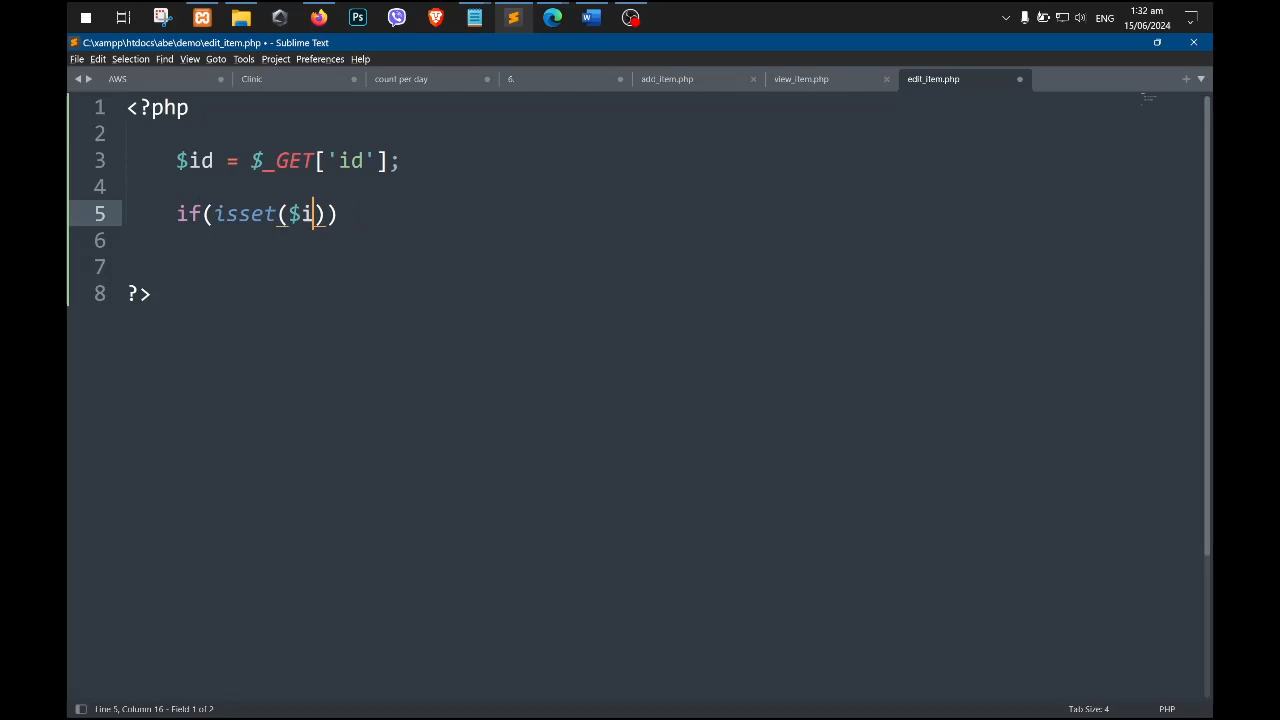 1:32 am
ENG
15/06/2024
Ps
C:\xampp\htdocs\abe\demo\edit_item.php • - Sublime Text
File Edit Selection Find View Goto Tools Project Preferences Help
AWS Clinic count per day 6. add_item.php view_item.php edit_item.php
1 <?php
2
3 $id = $_GET['id'];
4
5 if(isset($i))
6
7
8 ?>
Line 5, Column 16 - Field 1 of 2 Tab Size: 4 PHP